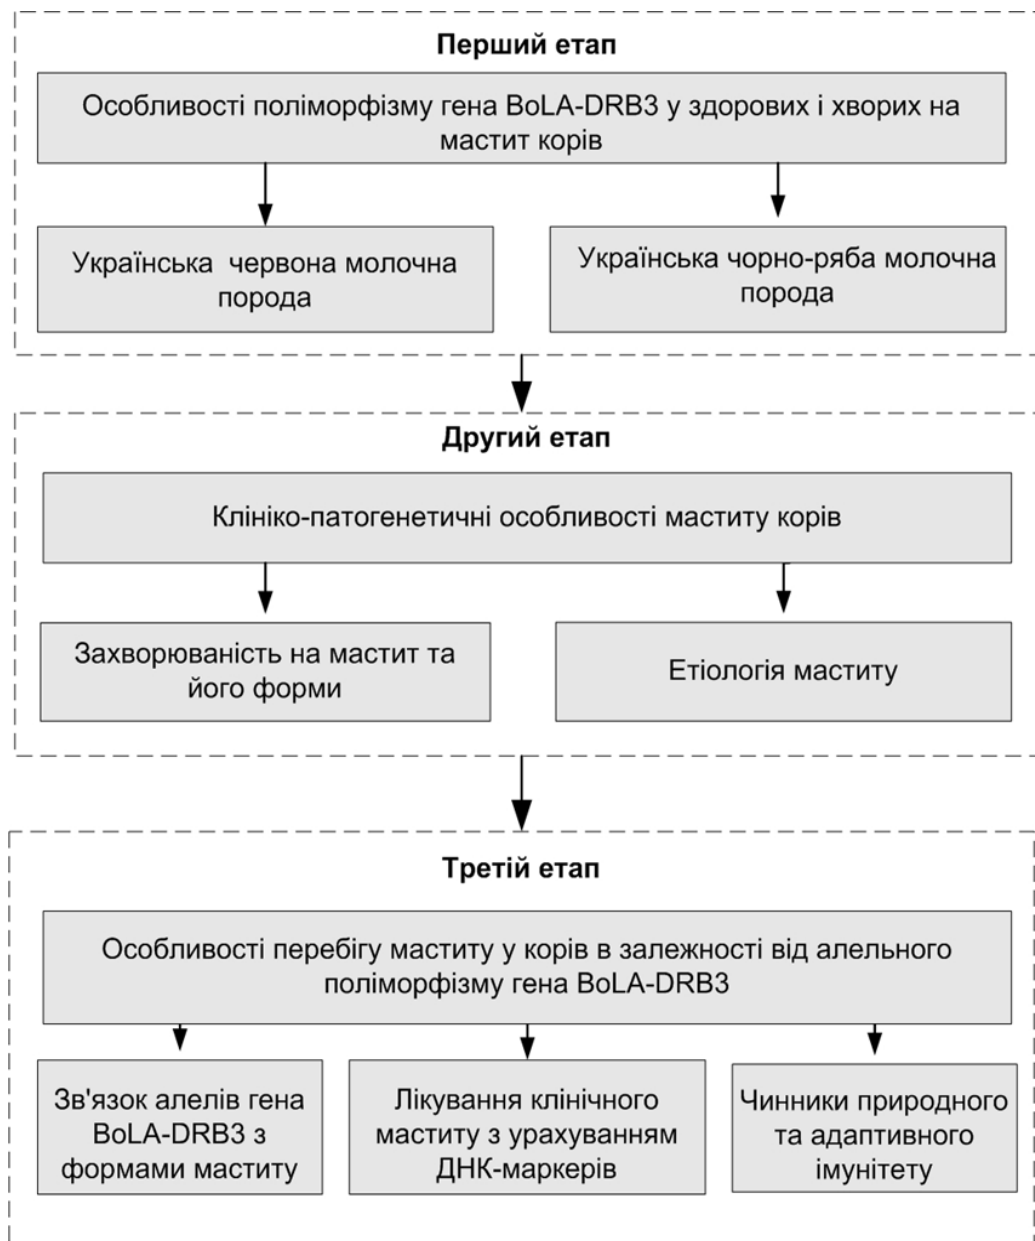 Перший етап
Особливості поліморфізму гена BoLA-DRB3 у здорових і хворих на
мастит корів
Українська червона молочна
порода
Українська чорно-ряба молочна
порода
Другий етап
Клініко-патогенетичні особливості маститу корів
Захворюваність на мастит та
його форми
Етіологія маститу
Третій етап
Особливості перебігу маститу у корів в залежності від алельного
поліморфізму гена BoLA-DRB3
Зв'язок алелів гена
BoLA-DRB3 з
формами маститу
Лікування клінічного
маститу з урахуванням
ДНК-маркерів
Чинники природного
та адаптивного
імунітету